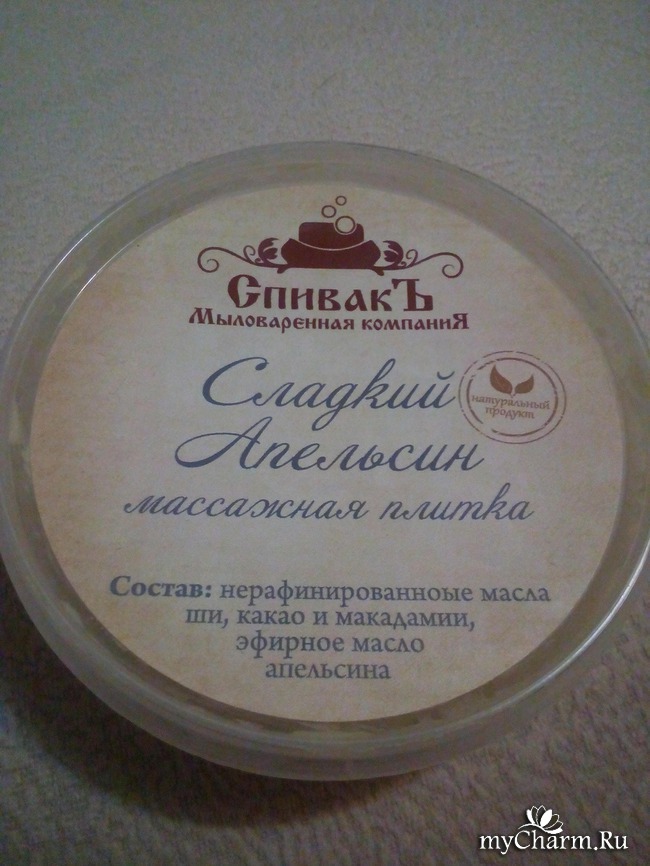 СпивакЪ
Мыловаренная компаниЯ
Сладкий
Апельсин
натуральный
продукт
массажная плитка
Состав: нерафинированноые масла
ши, какао и макадамии,
эфирное масло
апельсина
myCharm.Ru